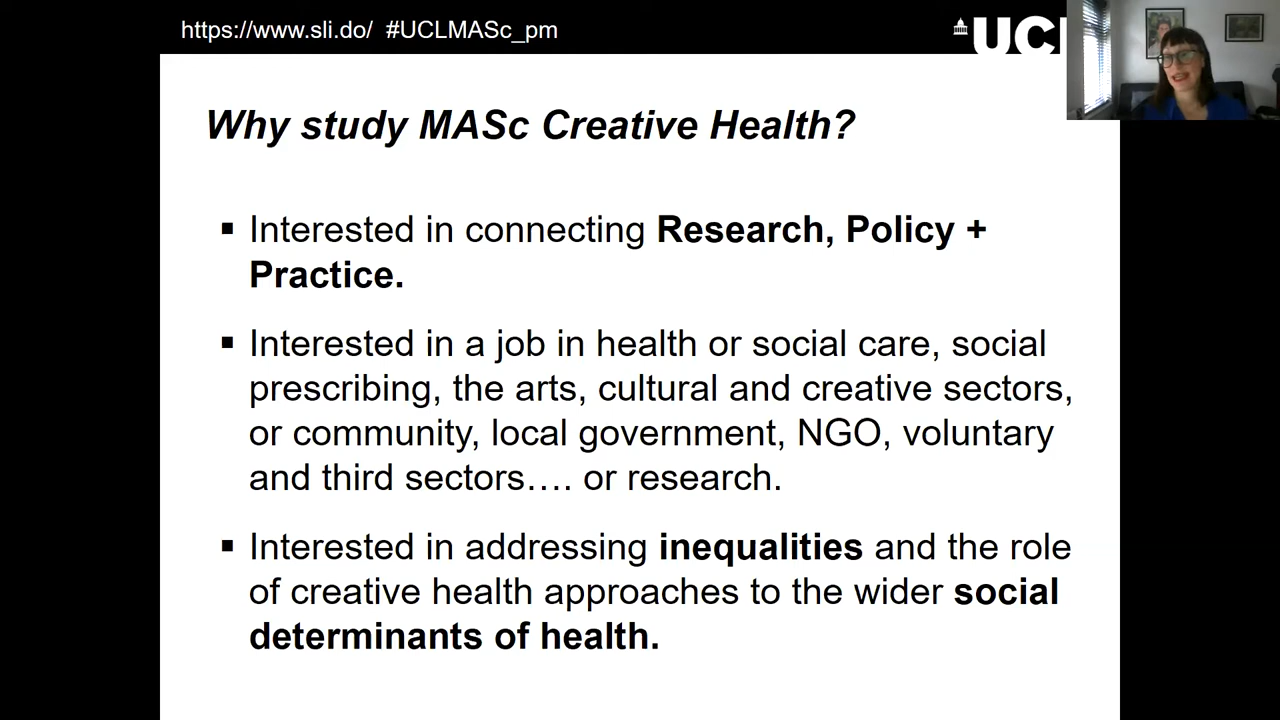 https://www.sli.do/ #UCLMASc_pm
UC
Why study MASc Creative Health?
▪ Interested in connecting Research, Policy +
Practice.
▪ Interested in a job in health or social care, social
prescribing, the arts, cultural and creative sectors,
or community, local government, NGO, voluntary
and third sectors…. or research.
▪ Interested in addressing inequalities and the role
of creative health approaches to the wider social
determinants of health.